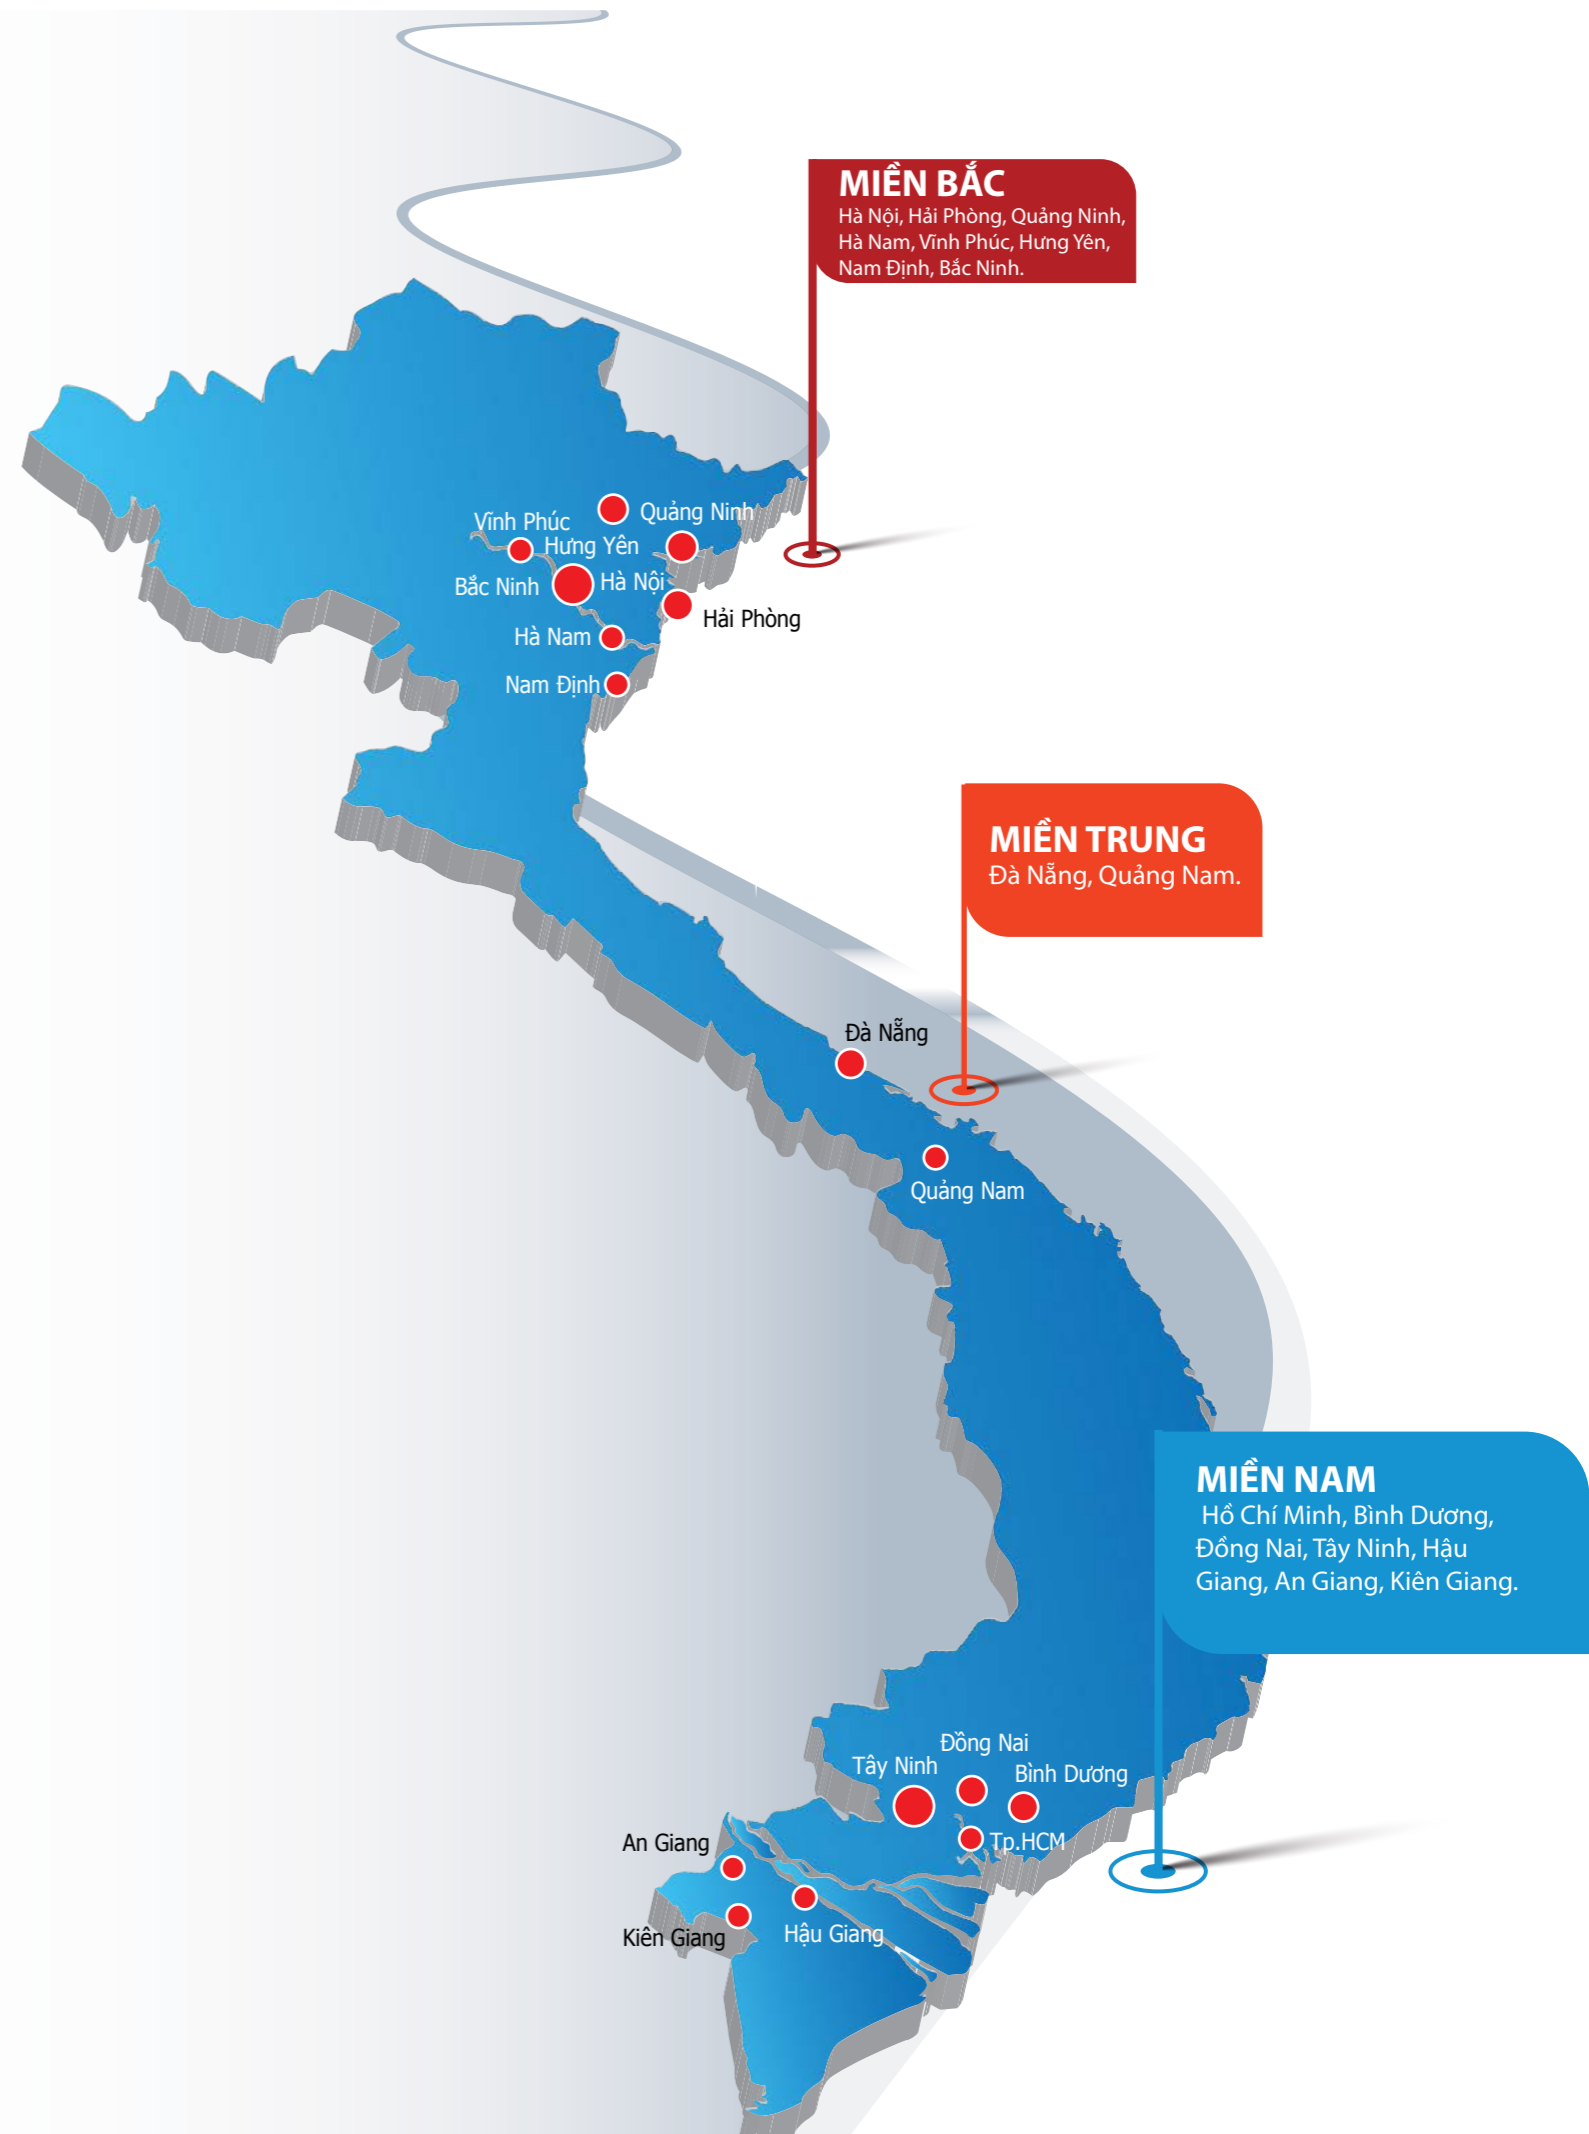 MIỀN BẮC
Hà Nội, Hải Phòng, Quảng Ninh,
Hà Nam, Vĩnh Phúc, Hưng Yên,
Nam Định, Bắc Ninh.
Quảng Ninh
Vĩnh Phúc
Hưng Yên
Bắc Ninh
Hà Nội
Hải Phòng
Hà Nam
Nam Định
MIỀN TRUNG
Đà Nẵng, Quảng Nam.
Đà Nẵng
Quảng Nam
MIỀN NAM
Hồ Chí Minh, Bình Dương,
Đồng Nai, Tây Ninh, Hậu
Giang, An Giang, Kiên Giang.
Đồng Nai
Tây Ninh
Bình Dương
An Giang
Tp.HCM
Kiên Giang
Hậu Giang